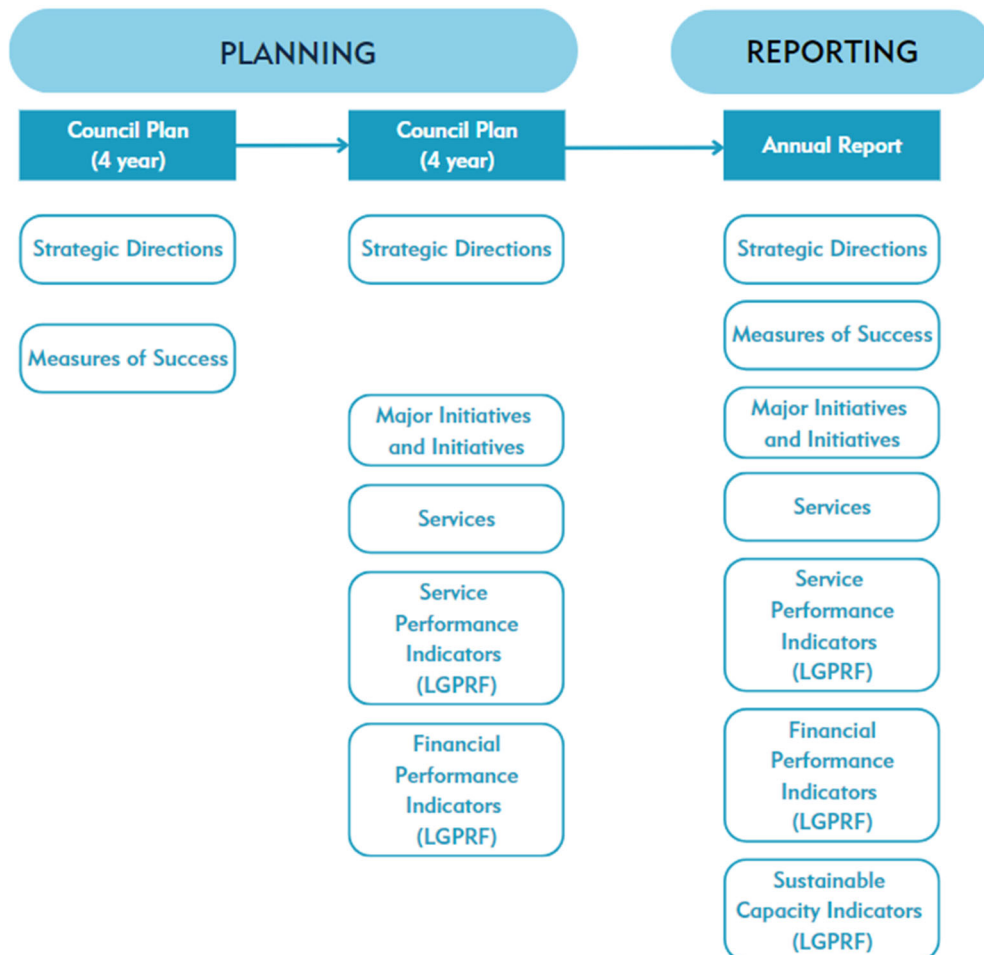 PLANNING
REPORTING
Council Plan
(4 year)
Council Plan
(4 year)
Annual Report
Strategic Directions
Strategic Directions
Strategic Directions
Measures of Success
Measures of Success
Major Initiatives
and Initiatives
Major Initiatives
and Initiatives
Services
Services
Service
Performance
Indicators
(LGPRF)
Service
Performance
Indicators
(LGPRF)
Financial
Performance
Indicators
(LGPRF)
Financial
Performance
Indicators
(LGPRF)
Sustainable
Capacity Indicators
(LGPRF)